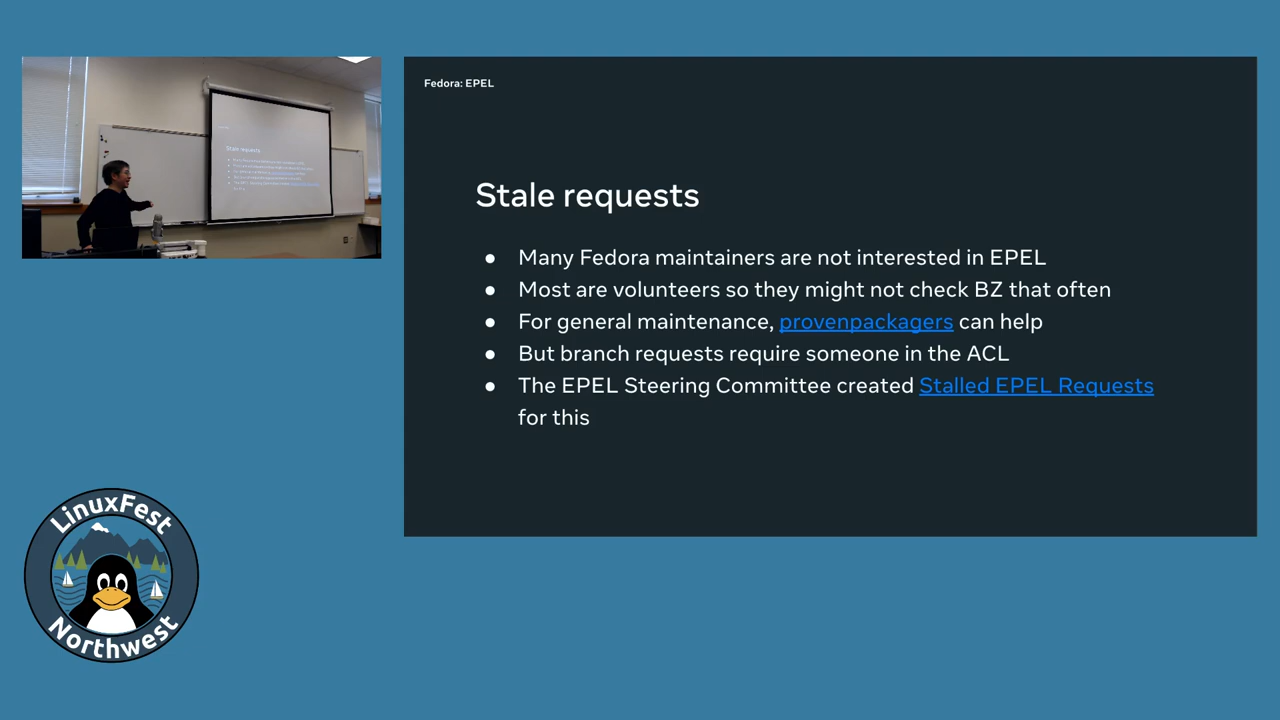 Fedora: EPEL
Stale requests
● Many Fedora maintainers are not interested in EPEL
● Most are volunteers so they might not check BZ that often
● For general maintenance, provenpackagers can help
● But branch requests require someone in the ACL
● The EPEL Steering Committee created Stalled EPEL Requests
for this
Stale requests
LinuxFest
Northwest